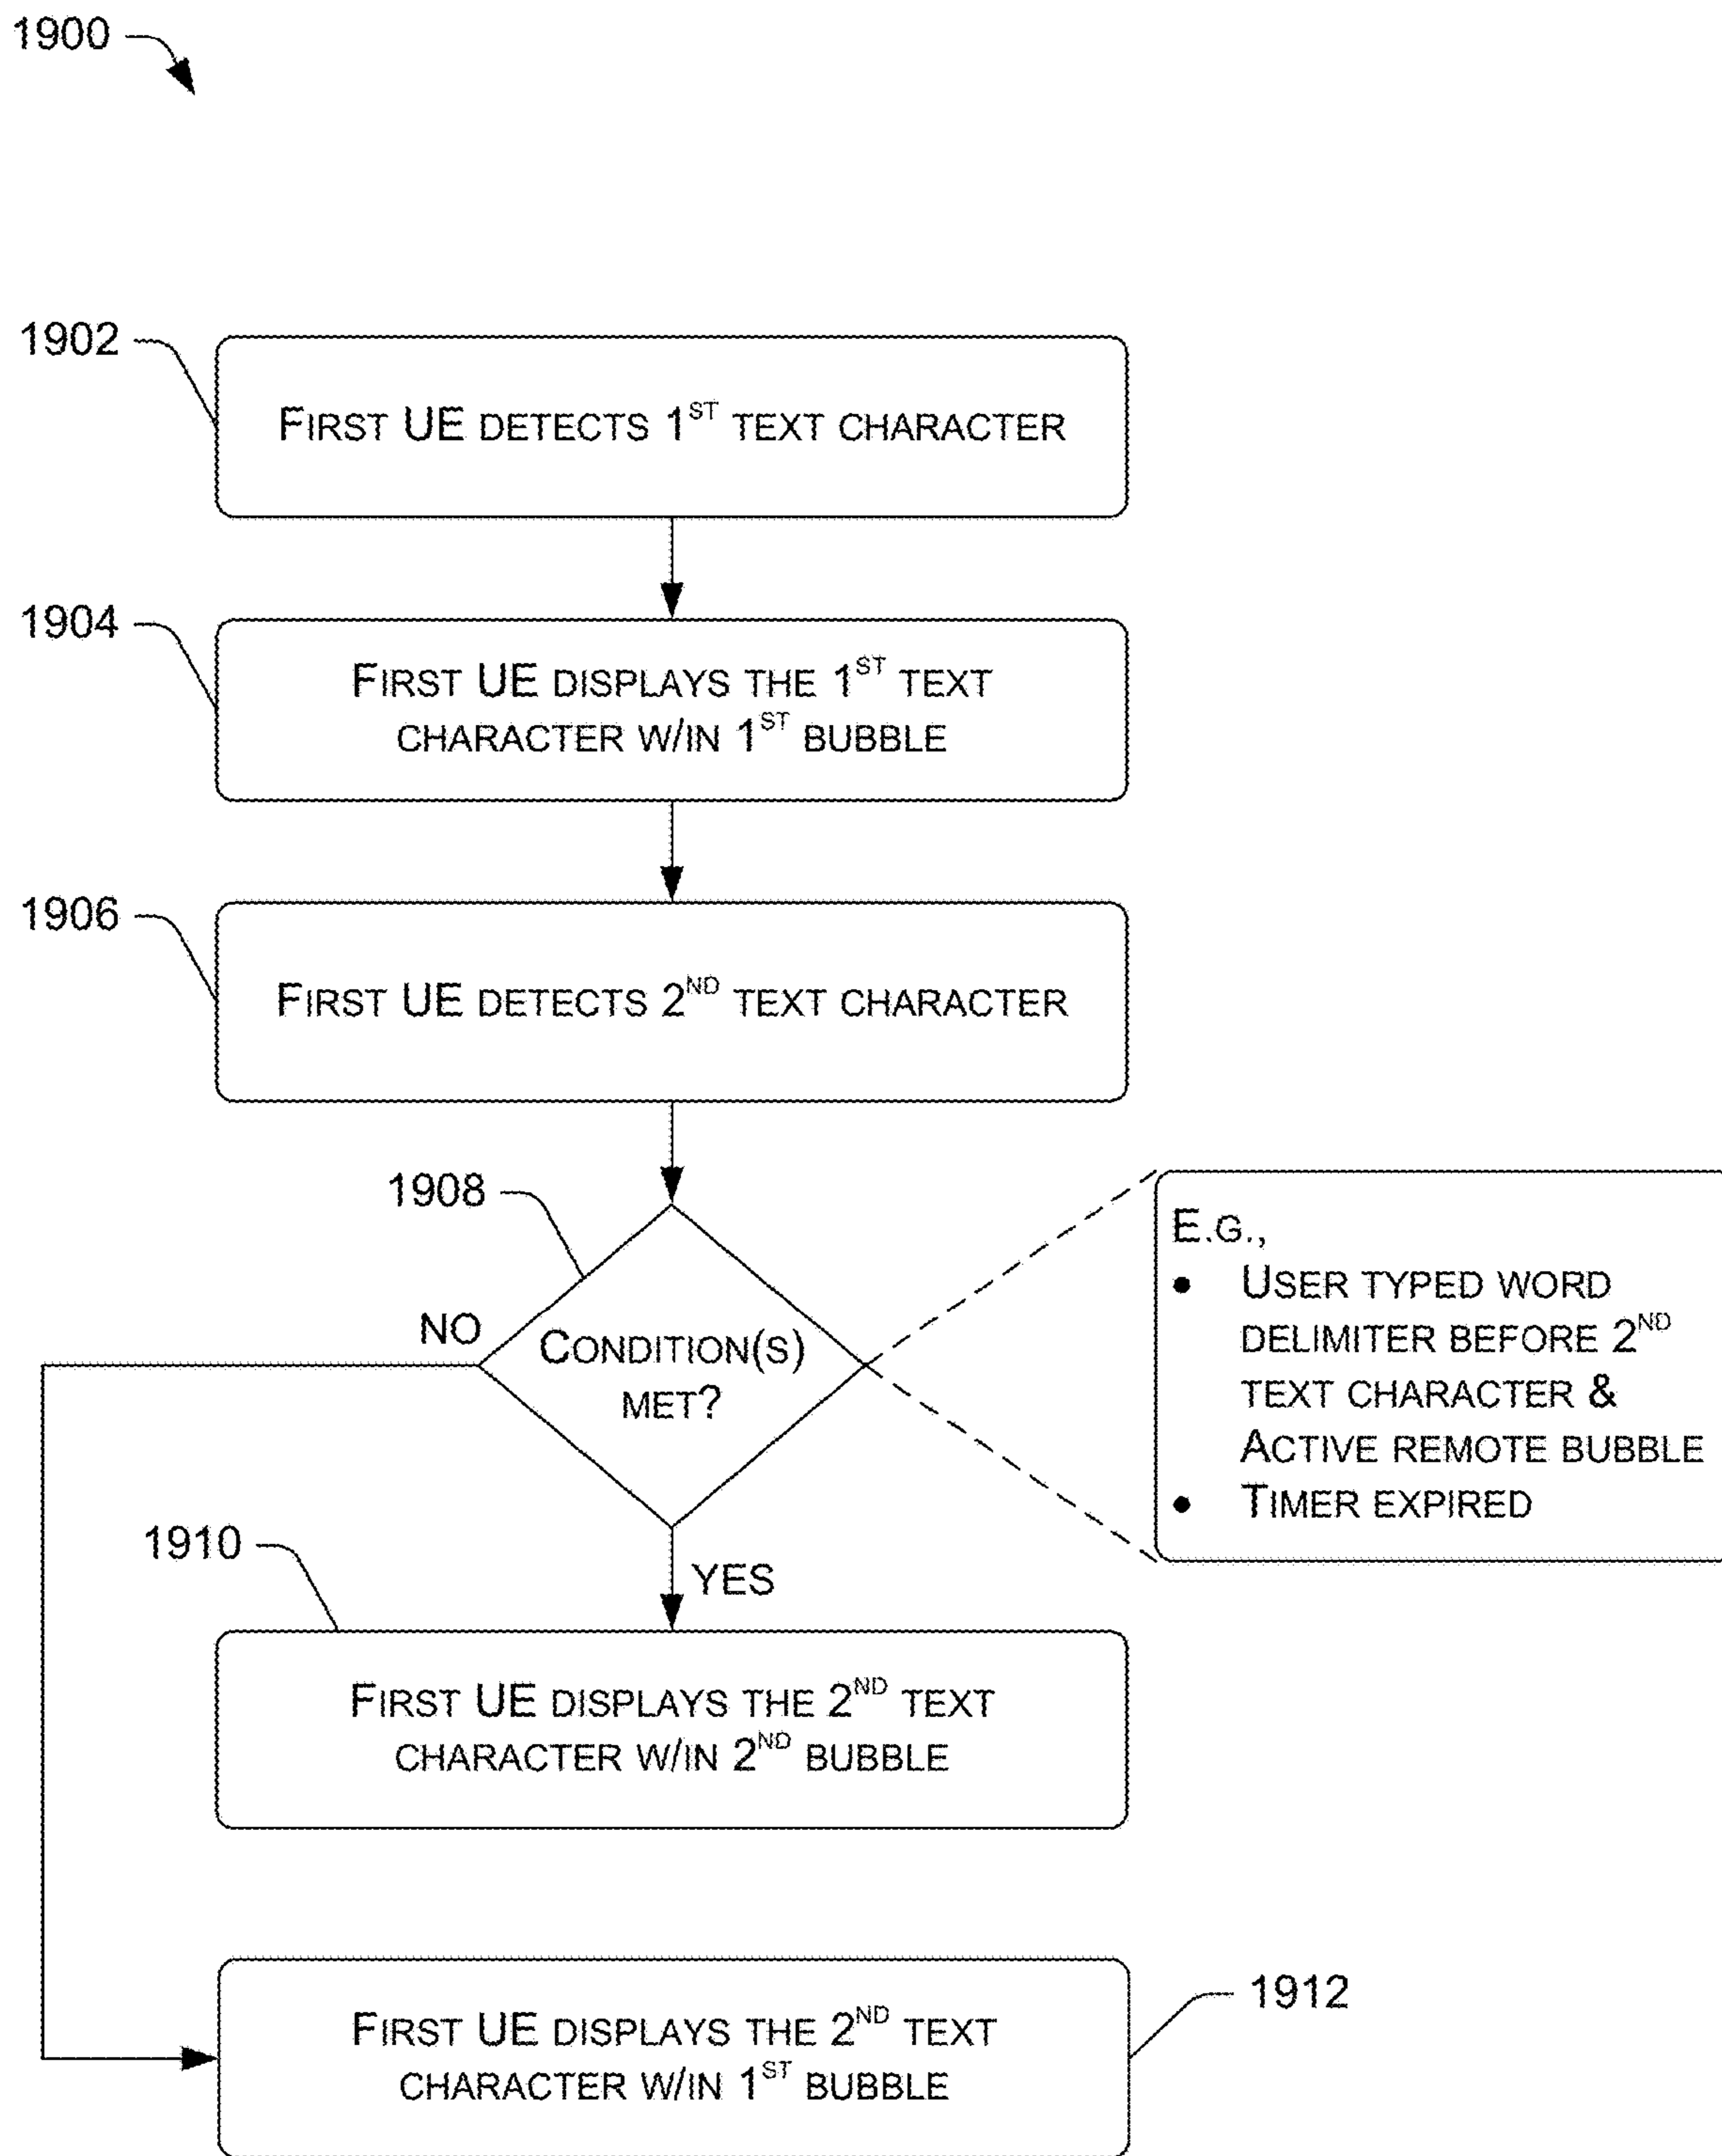 1900
1902
FIRST UE DETECTS 1ST TEXT CHARACTER
1904
FIRST UE DISPLAYS THE 1ST TEXT
CHARACTER W/IN 1ST BUBBLE
1906
FIRST UE DETECTS 2ND TEXT CHARACTER
1908
NO
CONDITION(S)
MET?
E.G.,
• USER TYPED WORD
DELIMITER BEFORE 2ND
TEXT CHARACTER &
ACTIVE REMOTE BUBBLE
• TIMER EXPIRED
YES
1910
FIRST UE DISPLAYS THE 2ND TEXT
CHARACTER W/IN 2ND BUBBLE
1912
FIRST UE DISPLAYS THE 2ND TEXT
CHARACTER W/IN 1ST BUBBLE